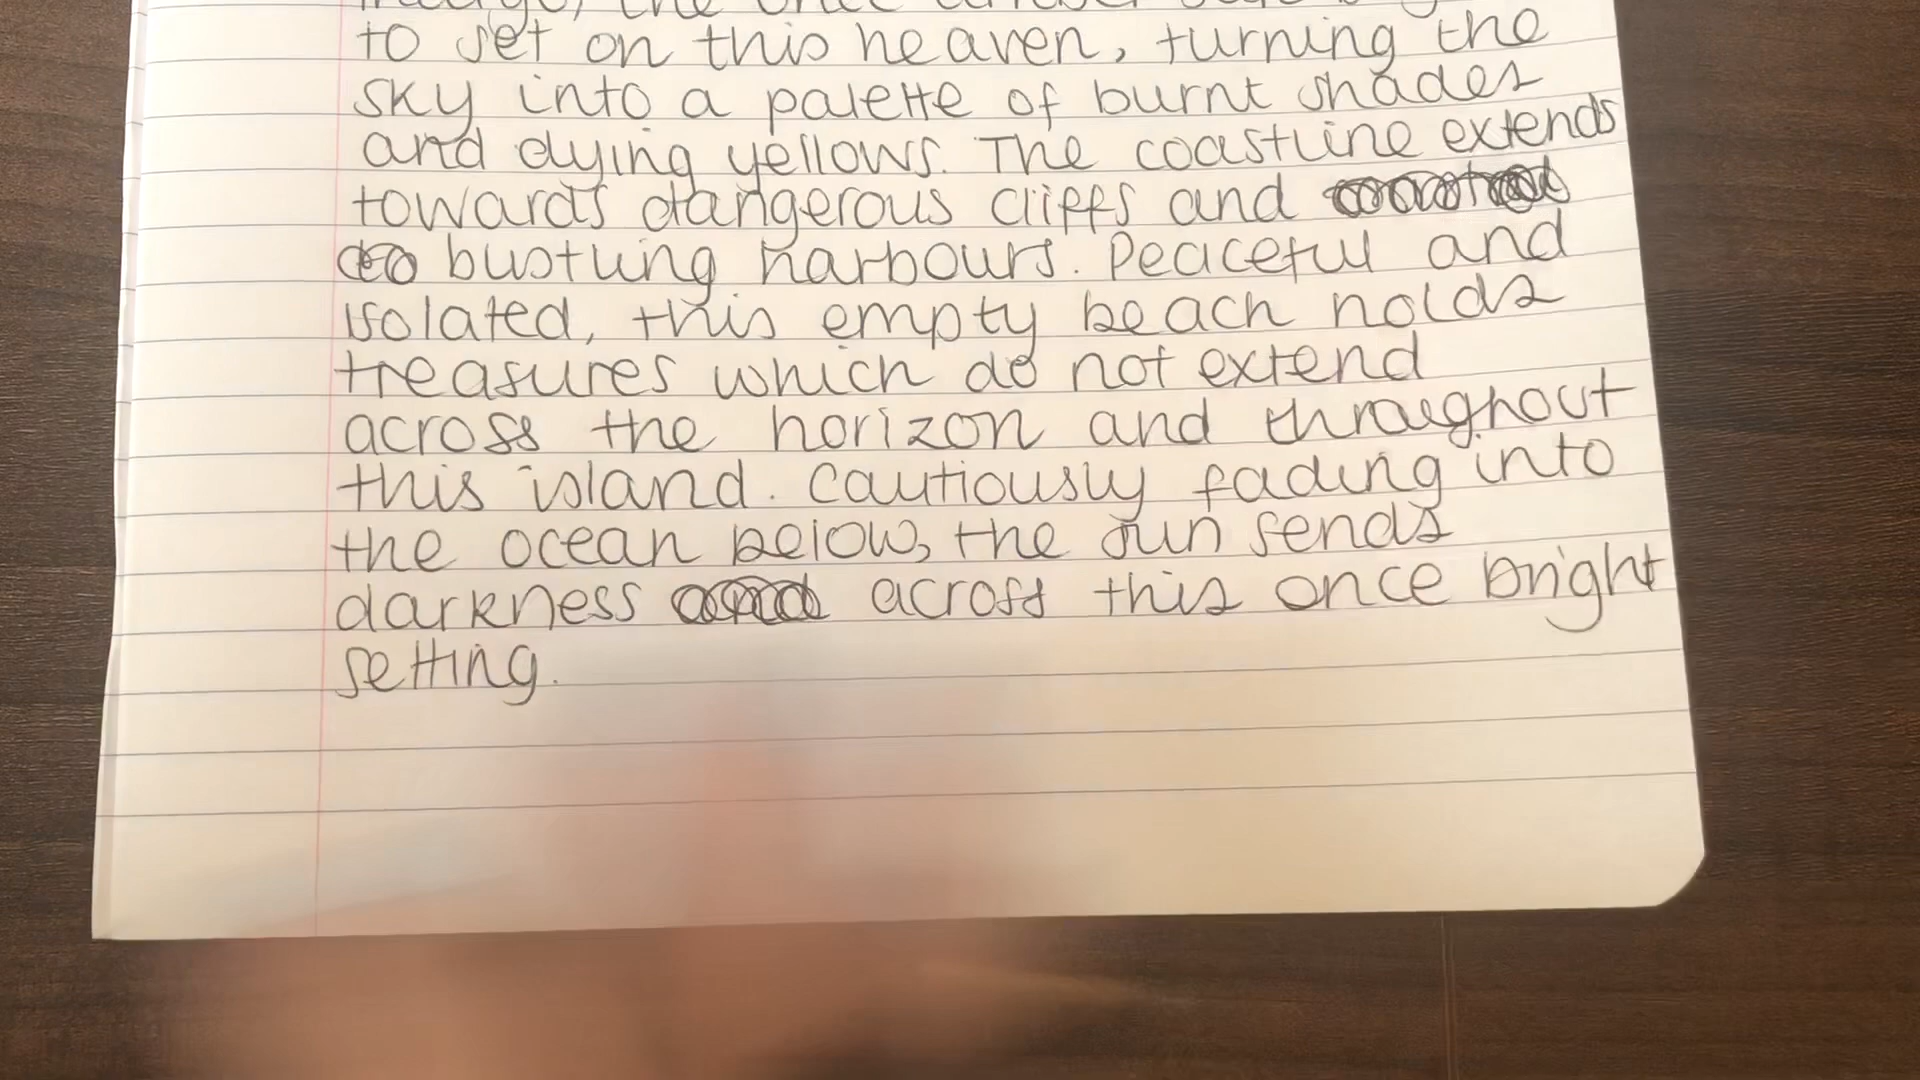 the once
to set on this heaven, turning the
sky into a palette of burnt shades
and dying yellows. The coastline extends
towards dangerous cliffs and
bustling harbours. Peaceful and
isolated, this empty beach holds
treasures which do not extend
across the horizon and throughout
this island. Cautiously fading into
the ocean below, the sun sends
darkness across this once bright
setting.